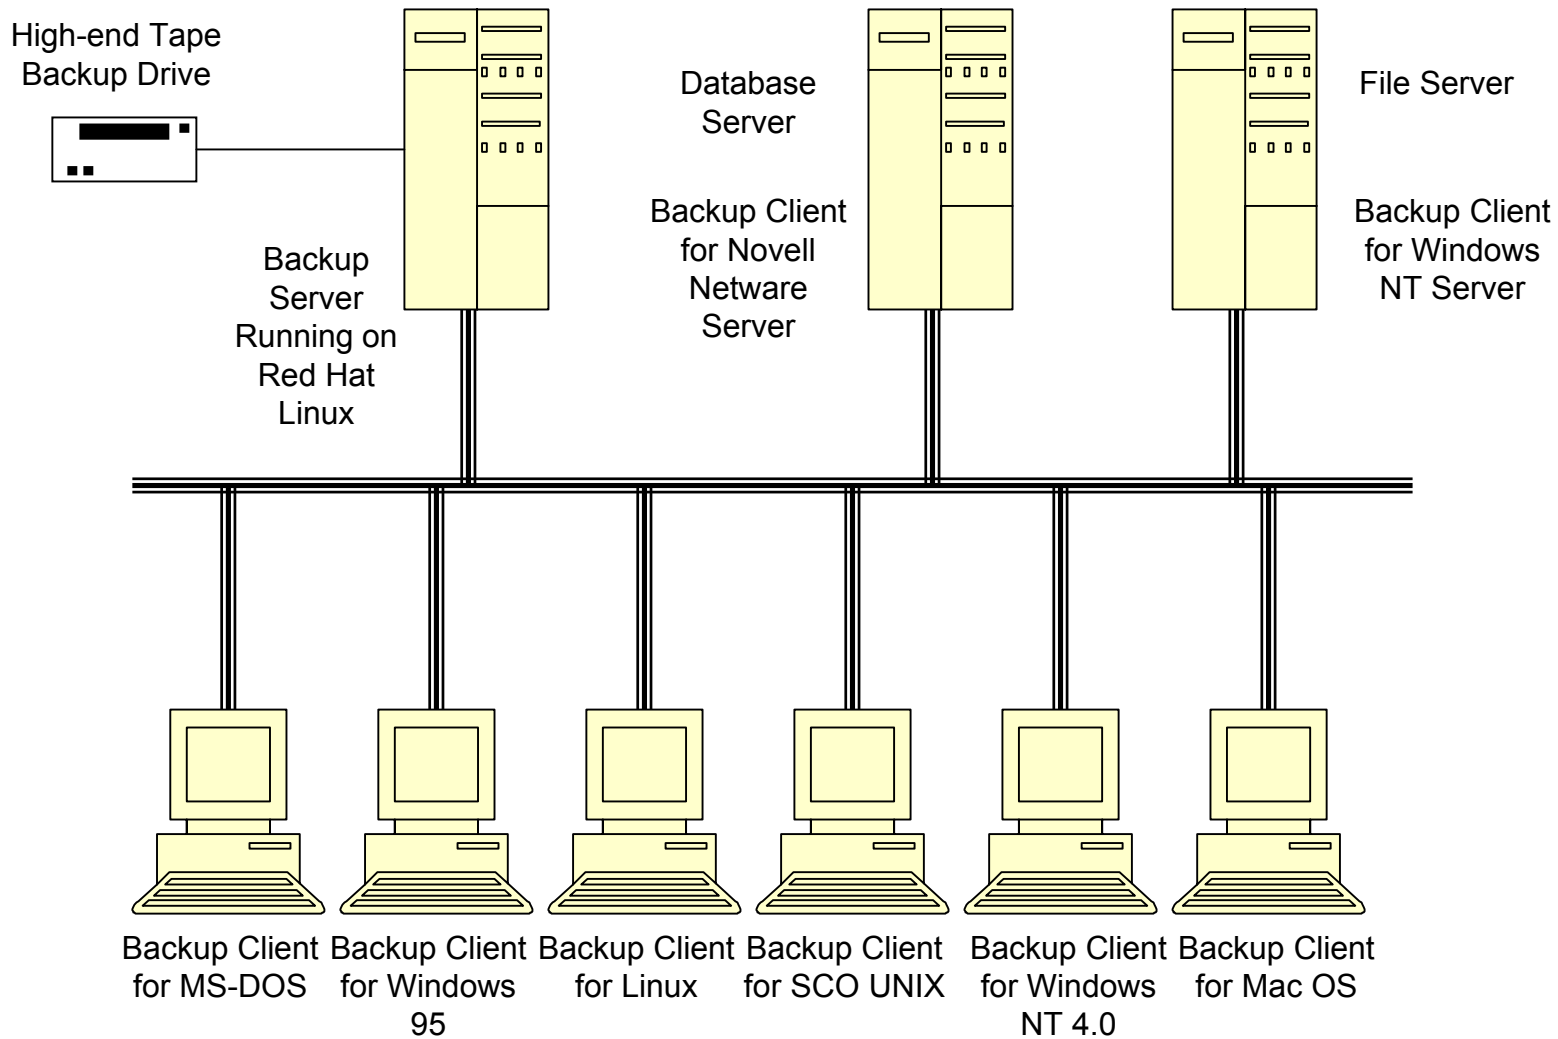 High-end Tape
Backup Drive
Backup
Server
Running on
Red Hat
Linux
Database
Server
Backup Client
for Novell
Netware
Server
File Server
Backup Client
for Windows
NT Server
Backup Client
for MS-DOS
Backup Client
for Windows
95
Backup Client
for Linux
Backup Client
for SCO UNIX
Backup Client
for Windows
NT 4.0
Backup Client
for Mac OS